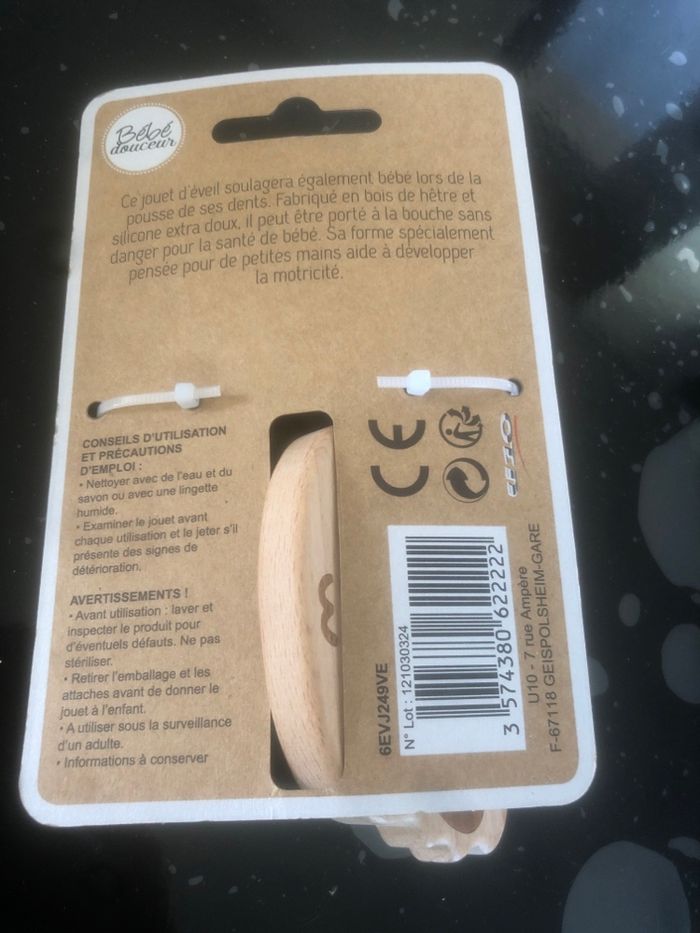 Bébé
douceur
Ce jouet d'éveil soulagera également bébé lors de la
pousse de ses dents. Fabriqué en bois de hêtre et
silicone extra doux, il peut être porté à la bouche sans
danger pour la santé de bébé. Sa forme spécialement
pensée pour de petites mains aide à développer
la motricité.
CONSEILS D'UTILISATION
ET PRÉCAUTIONS
D'EMPLOI :
• Nettoyer avec de l'eau et du
savon ou avec une lingette
humide.
• Examiner le jouet avant
chaque utilisation et le jeter s'il
présente des signes de
détérioration.
AVERTISSEMENTS !
• Avant utilisation : laver et
inspecter le produit pour
d'éventuels défauts. Ne pas
stériliser.
• Retirer l'emballage et les
attaches avant de donner le
jouet à l'enfant.
• A utiliser sous la surveillance
d'un adulte.
• Informations à conserver
CE
U10
6EVJ249VE
N° Lot : 121030324
3 574380 622222
U10 - 7 rue Ampère
F-67118 GEISPOLSHEIM-GARE